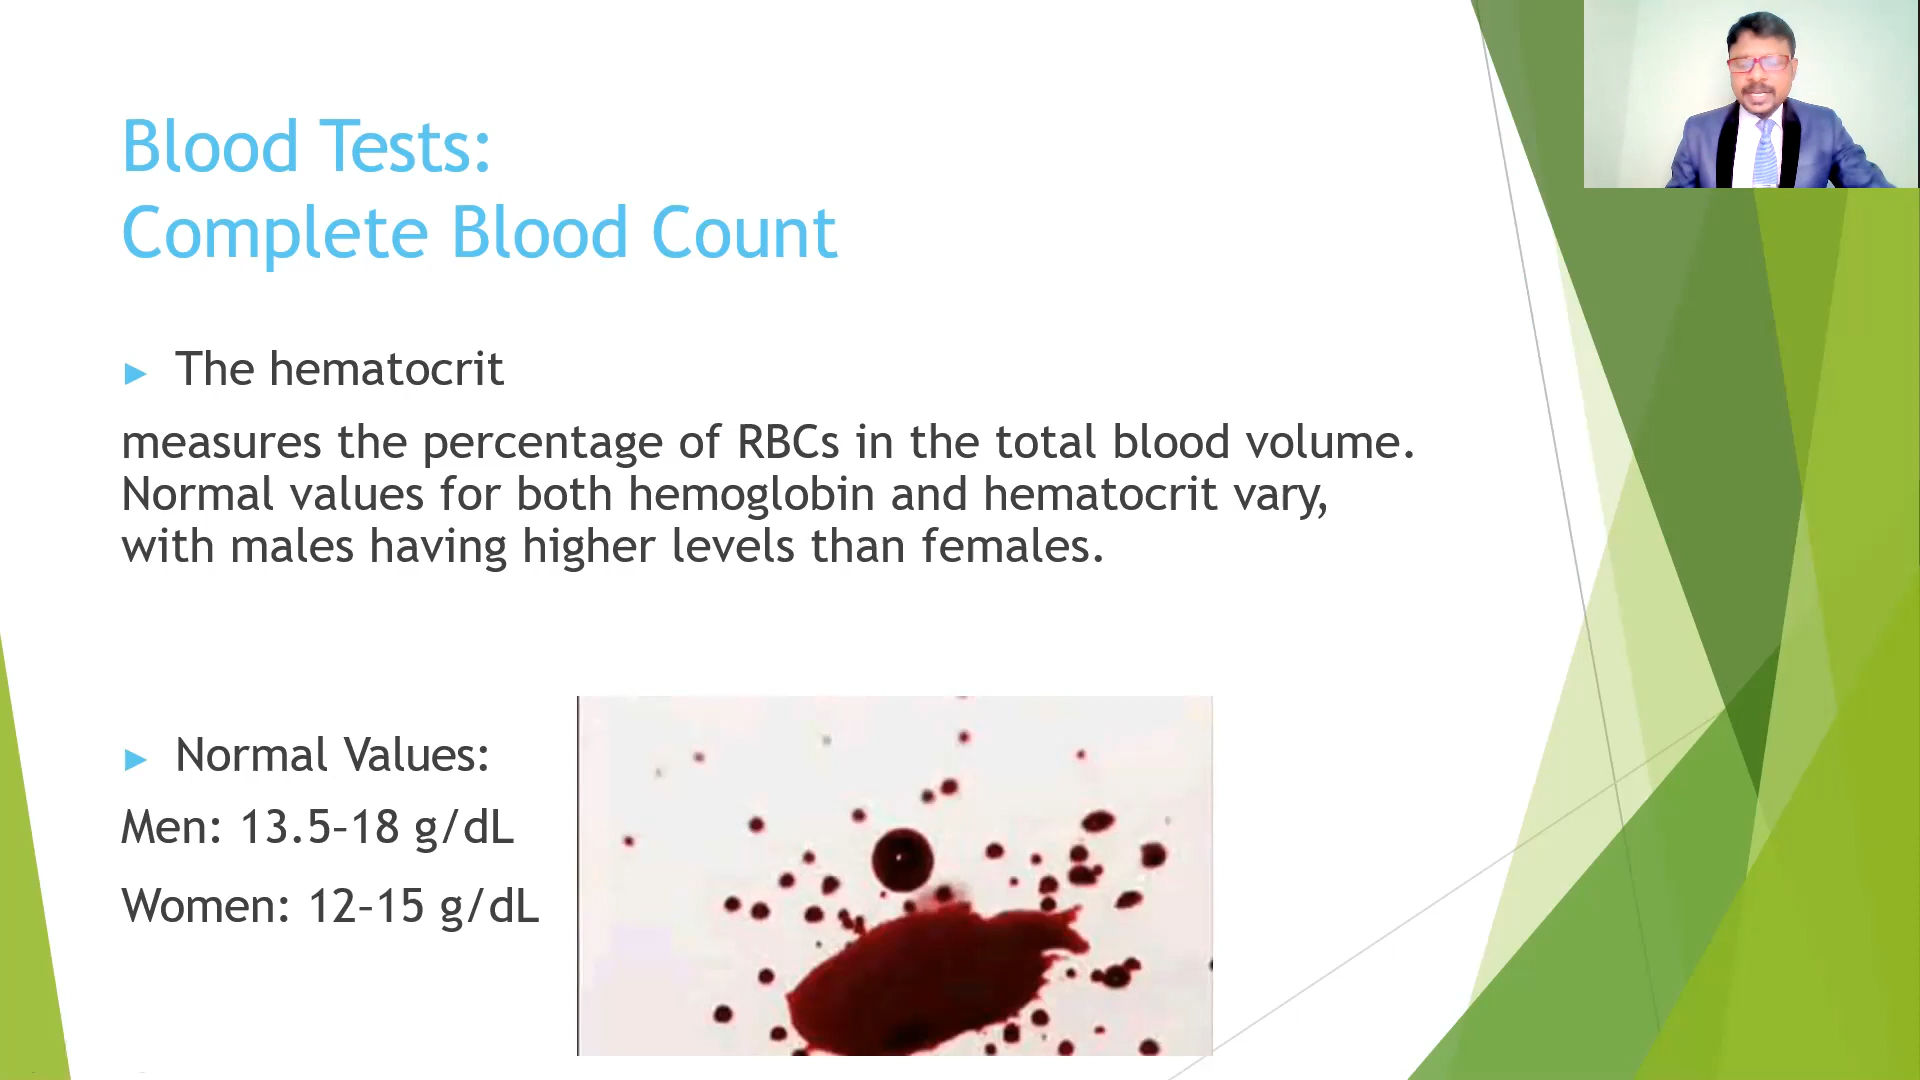 Blood Tests:
Complete Blood Count
The hematocrit
measures the percentage of RBCs in the total blood volume.
Normal values for both hemoglobin and hematocrit vary,
with males having higher levels than females.
Normal Values:
Men: 13.5–18 g/dL
Women: 12–15 g/dL